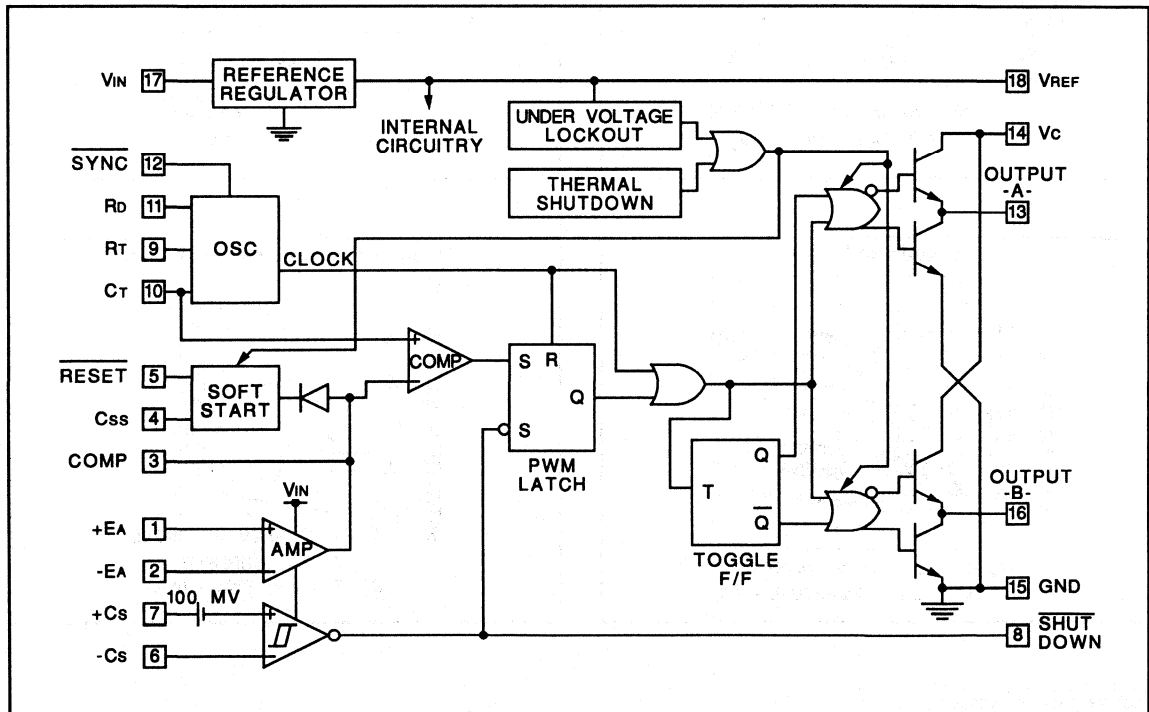 VIN 17 REFERENCE REGULATOR 18 VREF
INTERNAL CIRCUITRY
UNDER VOLTAGE LOCKOUT
14 VC
SYNC 12
THERMAL SHUTDOWN
OUTPUT -A- 13
RD 11
RT 9
OSC
CLOCK
CT 10
+
COMP
-
RESET 5
SOFT START
CSS 4
COMP 3
S R
Q
S
PWM LATCH
T
Q
Q
TOGGLE F/F
OUTPUT -B- 16
VIN
+EA 1
+
AMP
-EA 2
-
15 GND
+CS 7 100 MV
+
-CS 6
-
8 SHUT DOWN